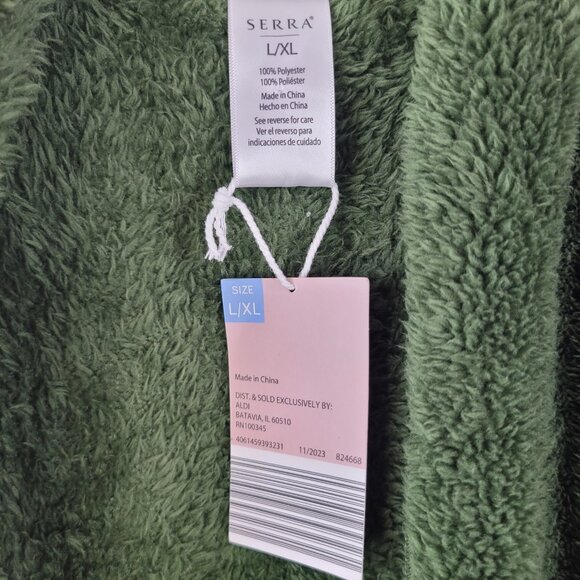 SERRA®
L/XL
100% Polyester
100% Poliéster
Made in China
Hecho en China
See reverse for care
Ver el reverso para
indicaciones de cuidado
SIZE
L/XL
Made in China
DIST. & SOLD EXCLUSIVELY BY:
ALDI
BATAVIA, IL 60510
RN100345
4061459393231 11/2023 824668